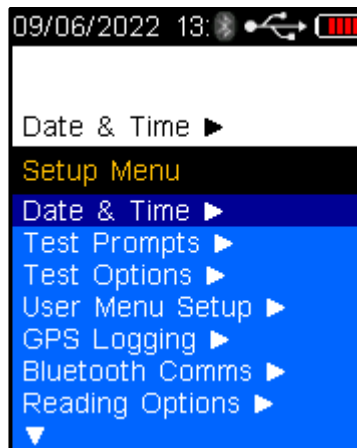 09/06/2022 13:
Date & Time ►
Setup Menu
Date & Time ►
Test Prompts ►
Test Options ►
User Menu Setup ►
GPS Logging ►
Bluetooth Comms ►
Reading Options ►
▼